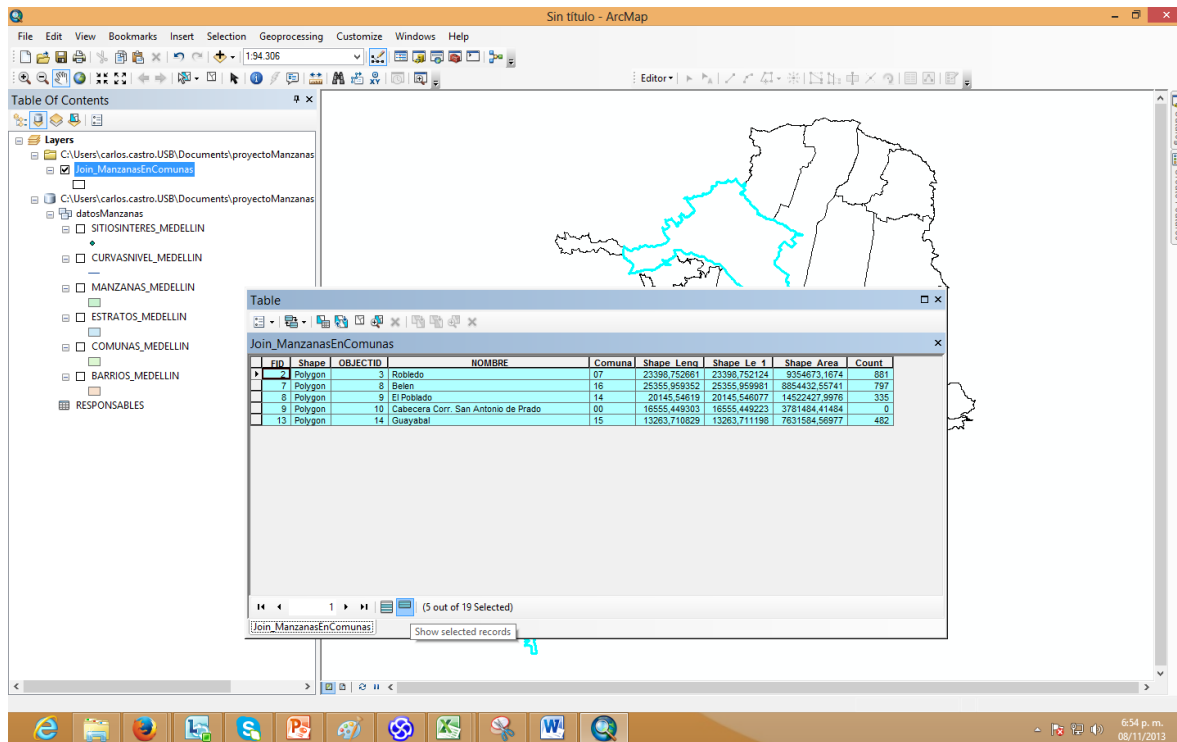 Sin título - ArcMap
File Edit View Bookmarks Insert Selection Geoprocessing Customize Windows Help
1:94.306
Editor
Table Of Contents
Layers
C:\Users\carlos.castro.USB\Documents\proyectoManzanas
Join_ManzanasEnComunas
C:\Users\carlos.castro.USB\Documents\proyectoManzanas
datosManzanas
SITIOSINTERES_MEDELLIN
CURVASNIVEL_MEDELLIN
MANZANAS_MEDELLIN
ESTRATOS_MEDELLIN
COMUNAS_MEDELLIN
BARRIOS_MEDELLIN
RESPONSABLES
Table
Join_ManzanasEnComunas
FID Shape OBJECTID NOMBRE Comuna Shape_Leng Shape_Le_1 Shape_Area Count
2 Polygon 3 Robledo 07 23398,752661 23398,752124 9354673,1674 881
7 Polygon 8 Belen 16 25355,959352 25355,959981 8854432,55741 797
8 Polygon 9 El Poblado 14 20145,54619 20145,546077 14522427,9976 335
9 Polygon 10 Cabecera Corr. San Antonio de Prado 00 16555,449303 16555,449223 3781484,41484 0
13 Polygon 14 Guayabal 15 13263,710829 13263,711198 7631584,56977 482
1
(5 out of 19 Selected)
Join_ManzanasEnComunas
Show selected records
6:54 p. m.
08/11/2013